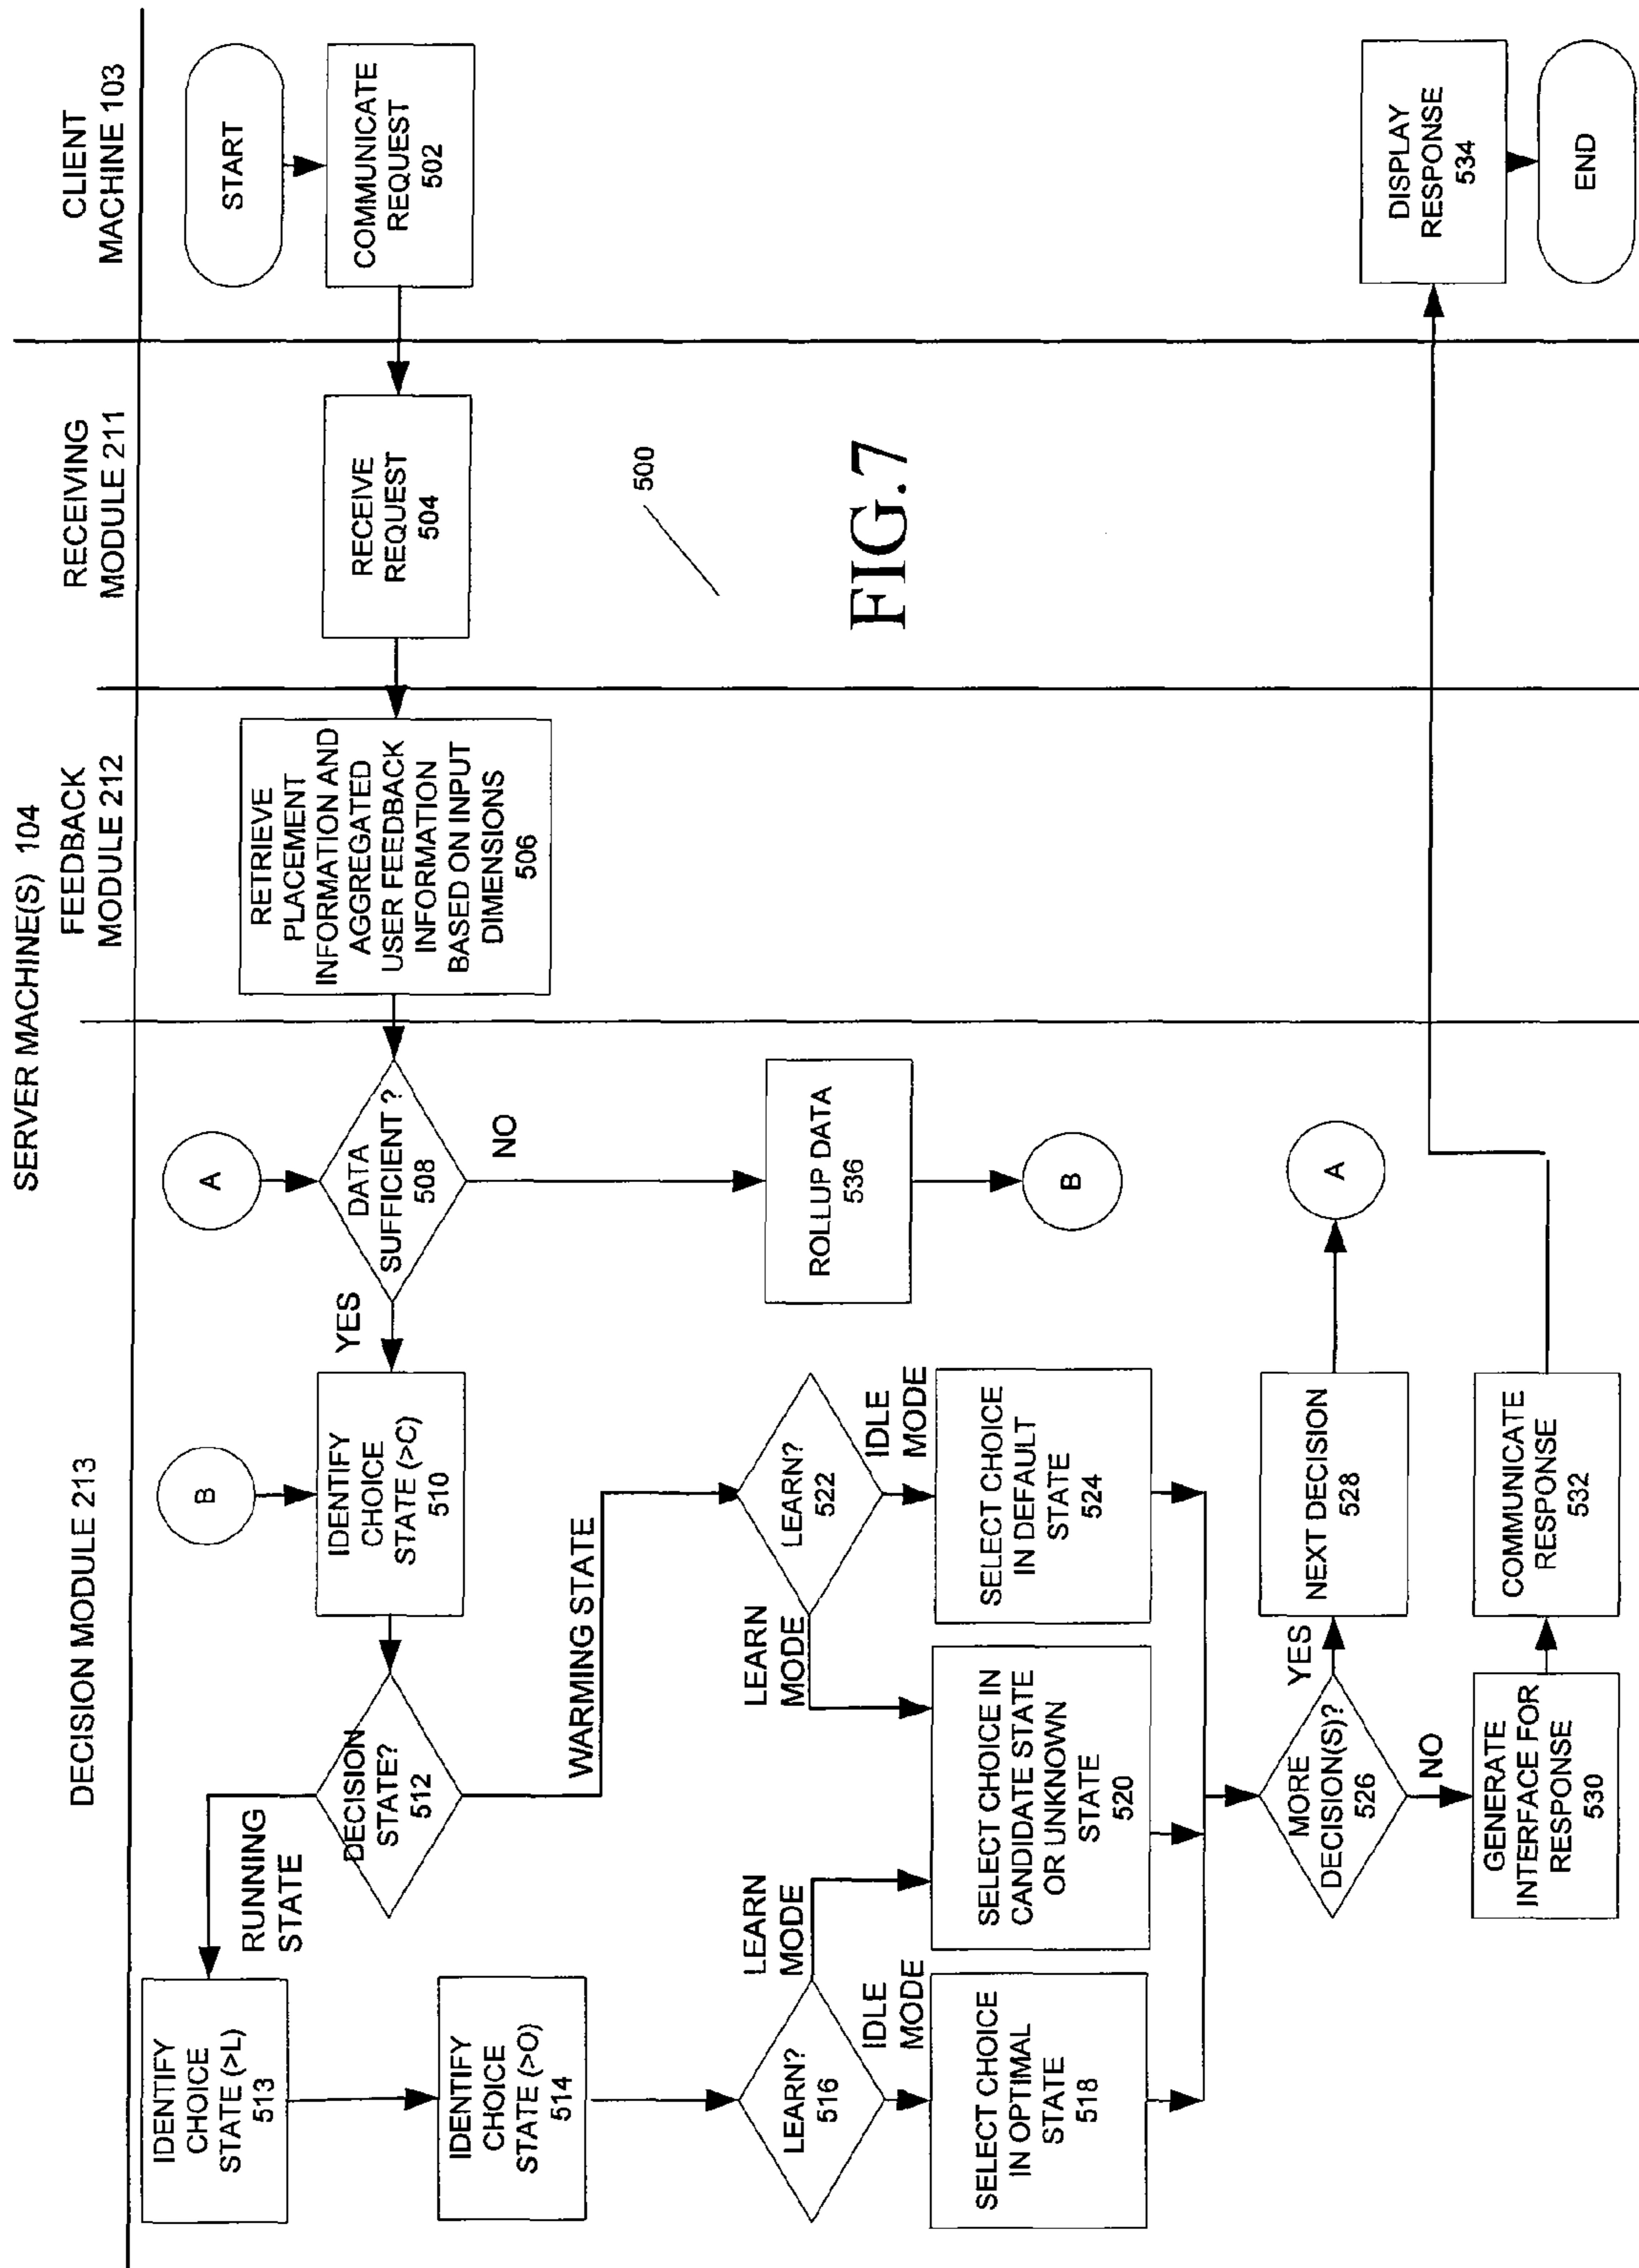 SERVER MACHINE(S) 104
DECISION MODULE 213
FEEDBACK
MODULE 212
RECEIVING
MODULE 211
CLIENT
MACHINE 103
START
COMMUNICATE
REQUEST
502
RECEIVE
REQUEST
504
RETRIEVE
PLACEMENT
INFORMATION AND
AGGREGATED
USER FEEDBACK
INFORMATION
BASED ON INPUT
DIMENSIONS
506
A
DATA
SUFFICIENT ?
508
YES
NO
ROLLUP DATA
536
B
B
IDENTIFY
CHOICE
STATE (>C)
510
DECISION
STATE?
512
RUNNING
STATE
WARMING STATE
IDENTIFY
CHOICE
STATE (>L)
513
IDENTIFY
CHOICE
STATE (>O)
514
LEARN?
516
LEARN
MODE
IDLE
MODE
SELECT CHOICE
IN OPTIMAL
STATE
518
LEARN?
522
LEARN
MODE
IDLE
MODE
SELECT CHOICE IN
CANDIDATE STATE
OR UNKNOWN
STATE
520
SELECT CHOICE
IN DEFAULT
STATE
524
MORE
DECISION(S)?
526
YES
NO
NEXT DECISION
528
A
GENERATE
INTERFACE FOR
RESPONSE
530
COMMUNICATE
RESPONSE
532
DISPLAY
RESPONSE
534
END
500
FIG.7